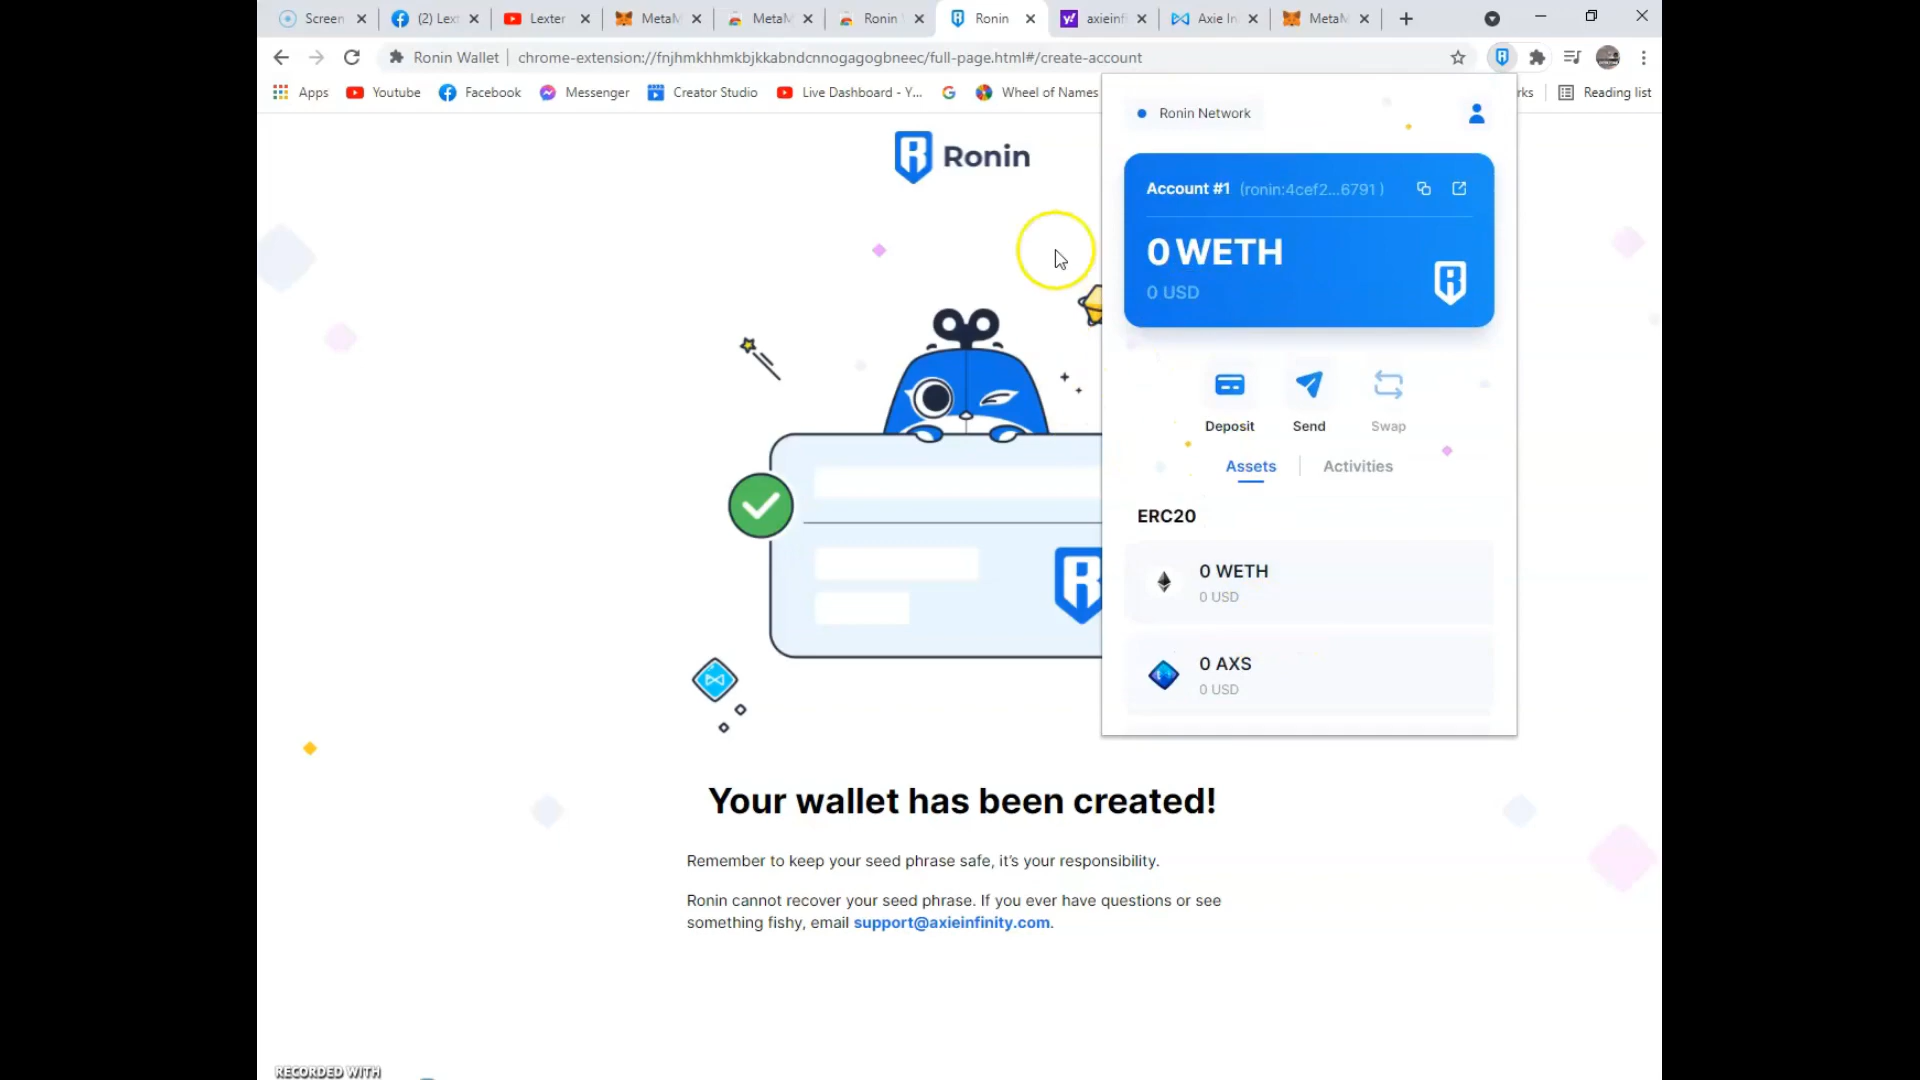 Screen
(2) Lext
Lexter
MetaM
MetaM
Ronin
Ronin
axieinfi
Axie In
MetaM
Ronin Wallet | chrome-extension://fnjhmkhhmkbjkkabndcnnogagogbneec/full-page.html#/create-account
Apps
Youtube
Facebook
Messenger
Creator Studio
Live Dashboard - Y...
Wheel of Names
rks
Reading list
Ronin
Ronin Network
Account #1 (ronin:4cef2...6791)
0 WETH
0 USD
Deposit
Send
Swap
Assets
Activities
ERC20
0 WETH
0 USD
0 AXS
0 USD
Your wallet has been created!
Remember to keep your seed phrase safe, it's your responsibility.
Ronin cannot recover your seed phrase. If you ever have questions or see
something fishy, email support@axieinfinity.com.
RECORDED WITH